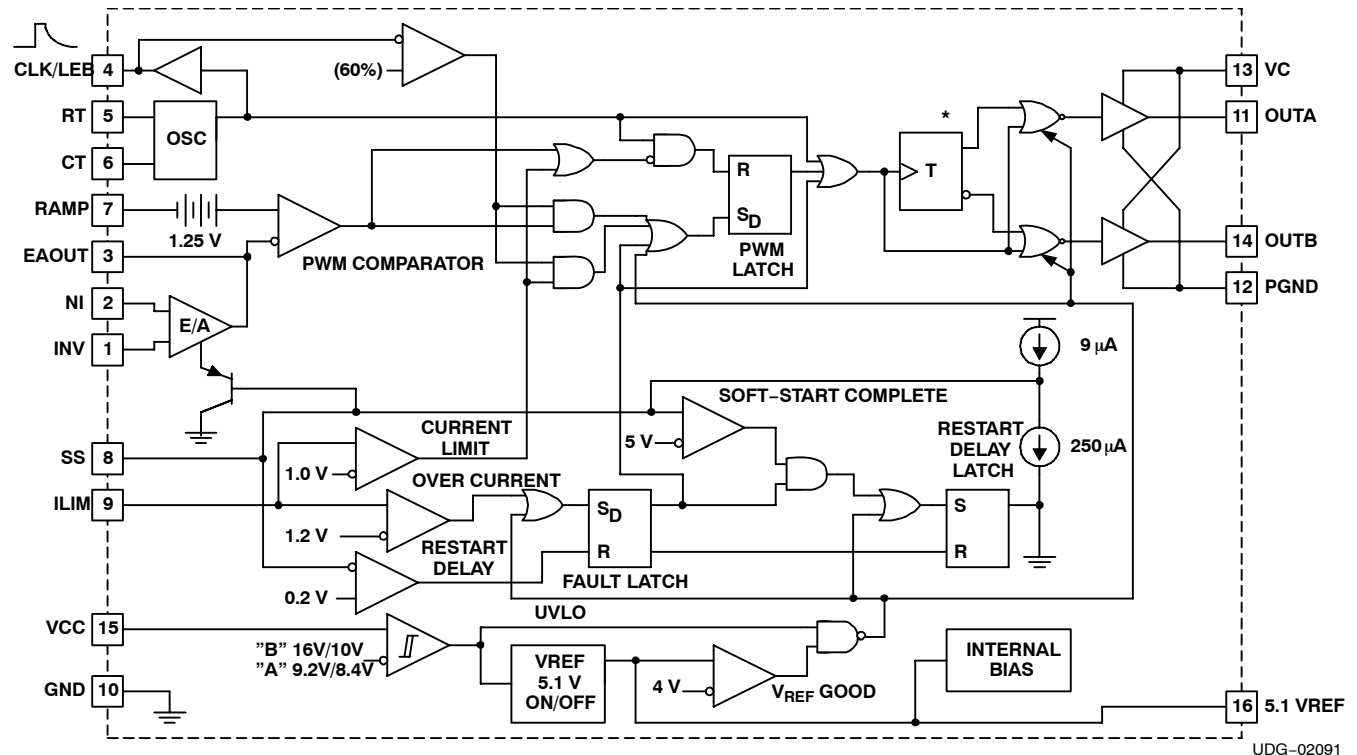 CLK/LEB 4
(60%)
13 VC
RT 5
OSC
*
11 OUTA
CT 6
R
T
RAMP 7
SD
1.25 V
14 OUTB
EAOUT 3
PWM COMPARATOR
PWM
LATCH
12 PGND
NI 2
E/A
INV 1
9 µA
SOFT−START COMPLETE
CURRENT
LIMIT
5 V
RESTART
DELAY
LATCH
250 µA
SS 8
1.0 V
OVER CURRENT
ILIM 9
SD
S
1.2 V
RESTART
DELAY
R
R
FAULT LATCH
0.2 V
UVLO
VCC 15
”B” 16V/10V
”A” 9.2V/8.4V
VREF
5.1 V
ON/OFF
4 V
VREF GOOD
INTERNAL
BIAS
GND 10
16 5.1 VREF
UDG−02091